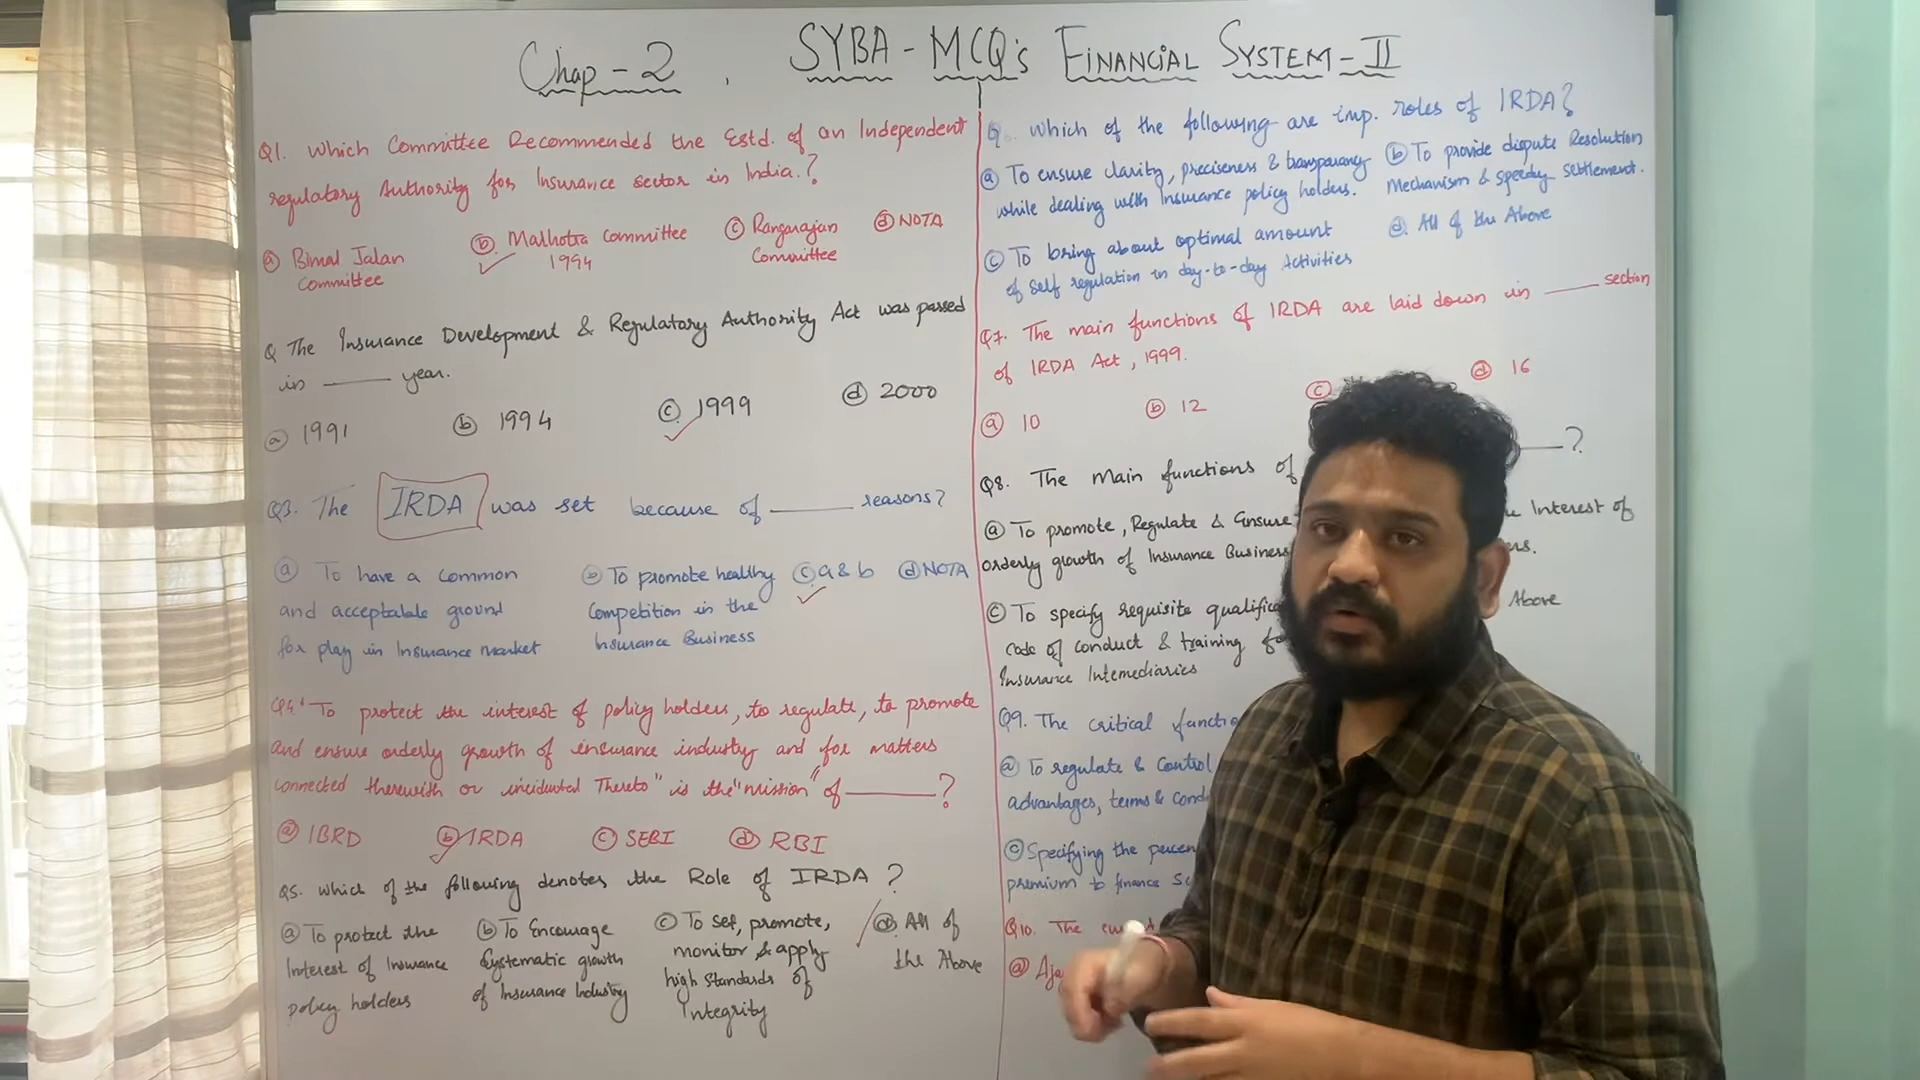 Chap-2. SYBA-MCQ's FINANCIAL SYSTEM-II
Q1. Which Committee Recommended the Estd. of an Independent
regulatory Authority for Insurance sector in India.?
(a) Bimal Jalan
Committee
(b). Malhotra Committee
1994
(c) Rangarajan
Committee
(d) NOTA
Q The Insurance Development & Regulatory Authority Act was passed
in ____ year.
(a) 1991
(b) 1994
(c) 1999
(d) 2000
Q3. The IRDA was set because of ____ reasons?
(a) To have a common
and acceptable ground
for play in Insurance market
(b) To promote healthy
Competition in the
Insurance Business
(c) a & b
(d) NOTA
Q4 "To protect the interest of policy holders, to regulate, to promote
and ensure orderly growth of insurance industry and for matters
connected therewith or incidental Thereto" is the "mission" of ____?
(a) IBRD
(b) IRDA
(c) SEBI
(d) RBI
Q5. Which of the following denotes the Role of IRDA?
(a) To protect the
Interest of Insurance
policy holders
(b) To Encourage
Systematic growth
of Insurance Industry
(c) To set, promote,
monitor & apply
high Standards of
Integrity
(d) All of
the Above
Q. Which of the following are imp. roles of IRDA?
(a) To ensure clarity, preciseness & transparancy
while dealing with Insurance policy holders.
(b) To provide dispute Resolution
Mechanism & speedy settlement.
(c) To bring about optimal amount
of Self regulation in day-to-day Activities
(d). All of the Above
Q7. The main functions of IRDA are laid down in ____ section
of IRDA Act, 1999.
(a) 10
(b) 12
(c)
(d) 16
Q8. The Main functions of ____?
(a) To promote, Regulate & Ensure
orderly growth of Insurance Business
Interest of
(c) To specify requisite
code of conduct & training
Insurance Intemediaries
Above
Q9. The critical
(a) To regulate & Control
advantages, terms &
(c) Specifying the
premium to finance
Q10. The
(a)